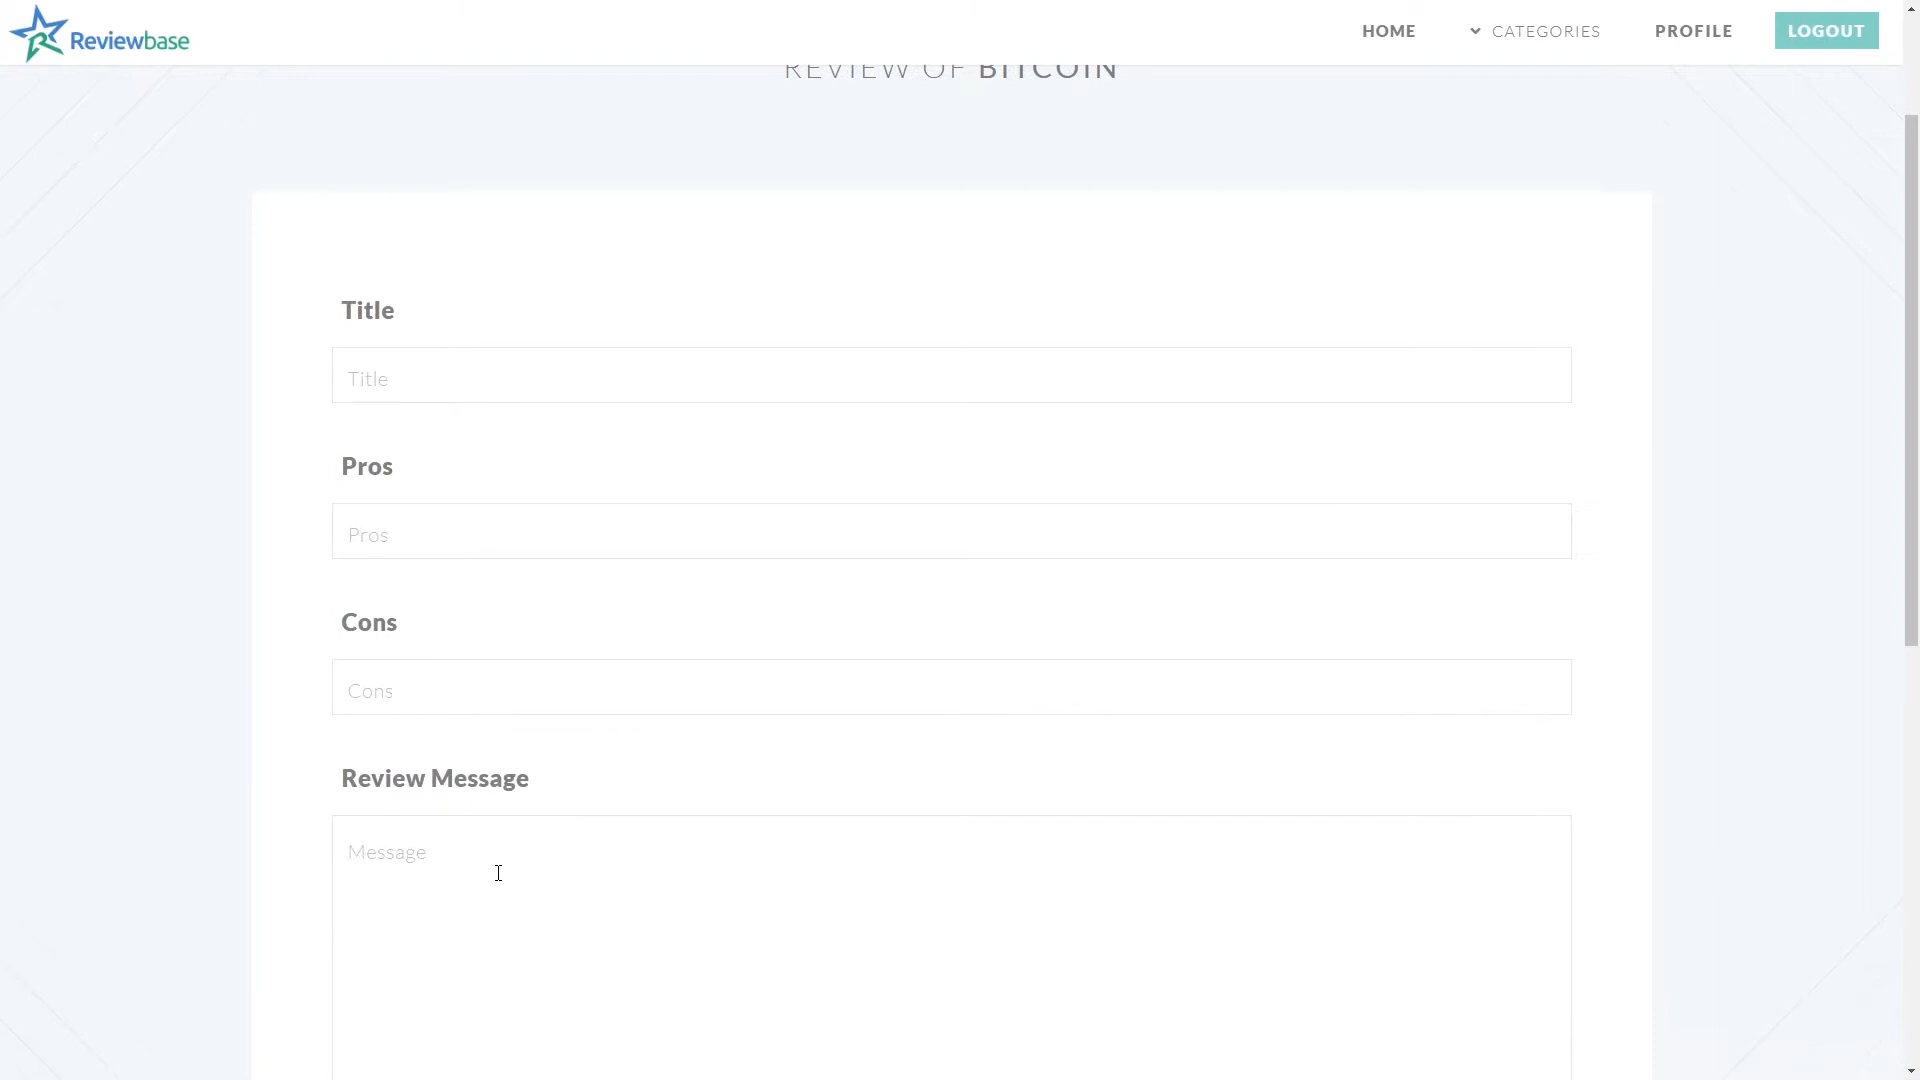 Reviewbase
HOME
CATEGORIES
PROFILE
LOGOUT
REVIEW OF BITCOIN
Title
Title
Pros
Pros
Cons
Cons
Review Message
Message